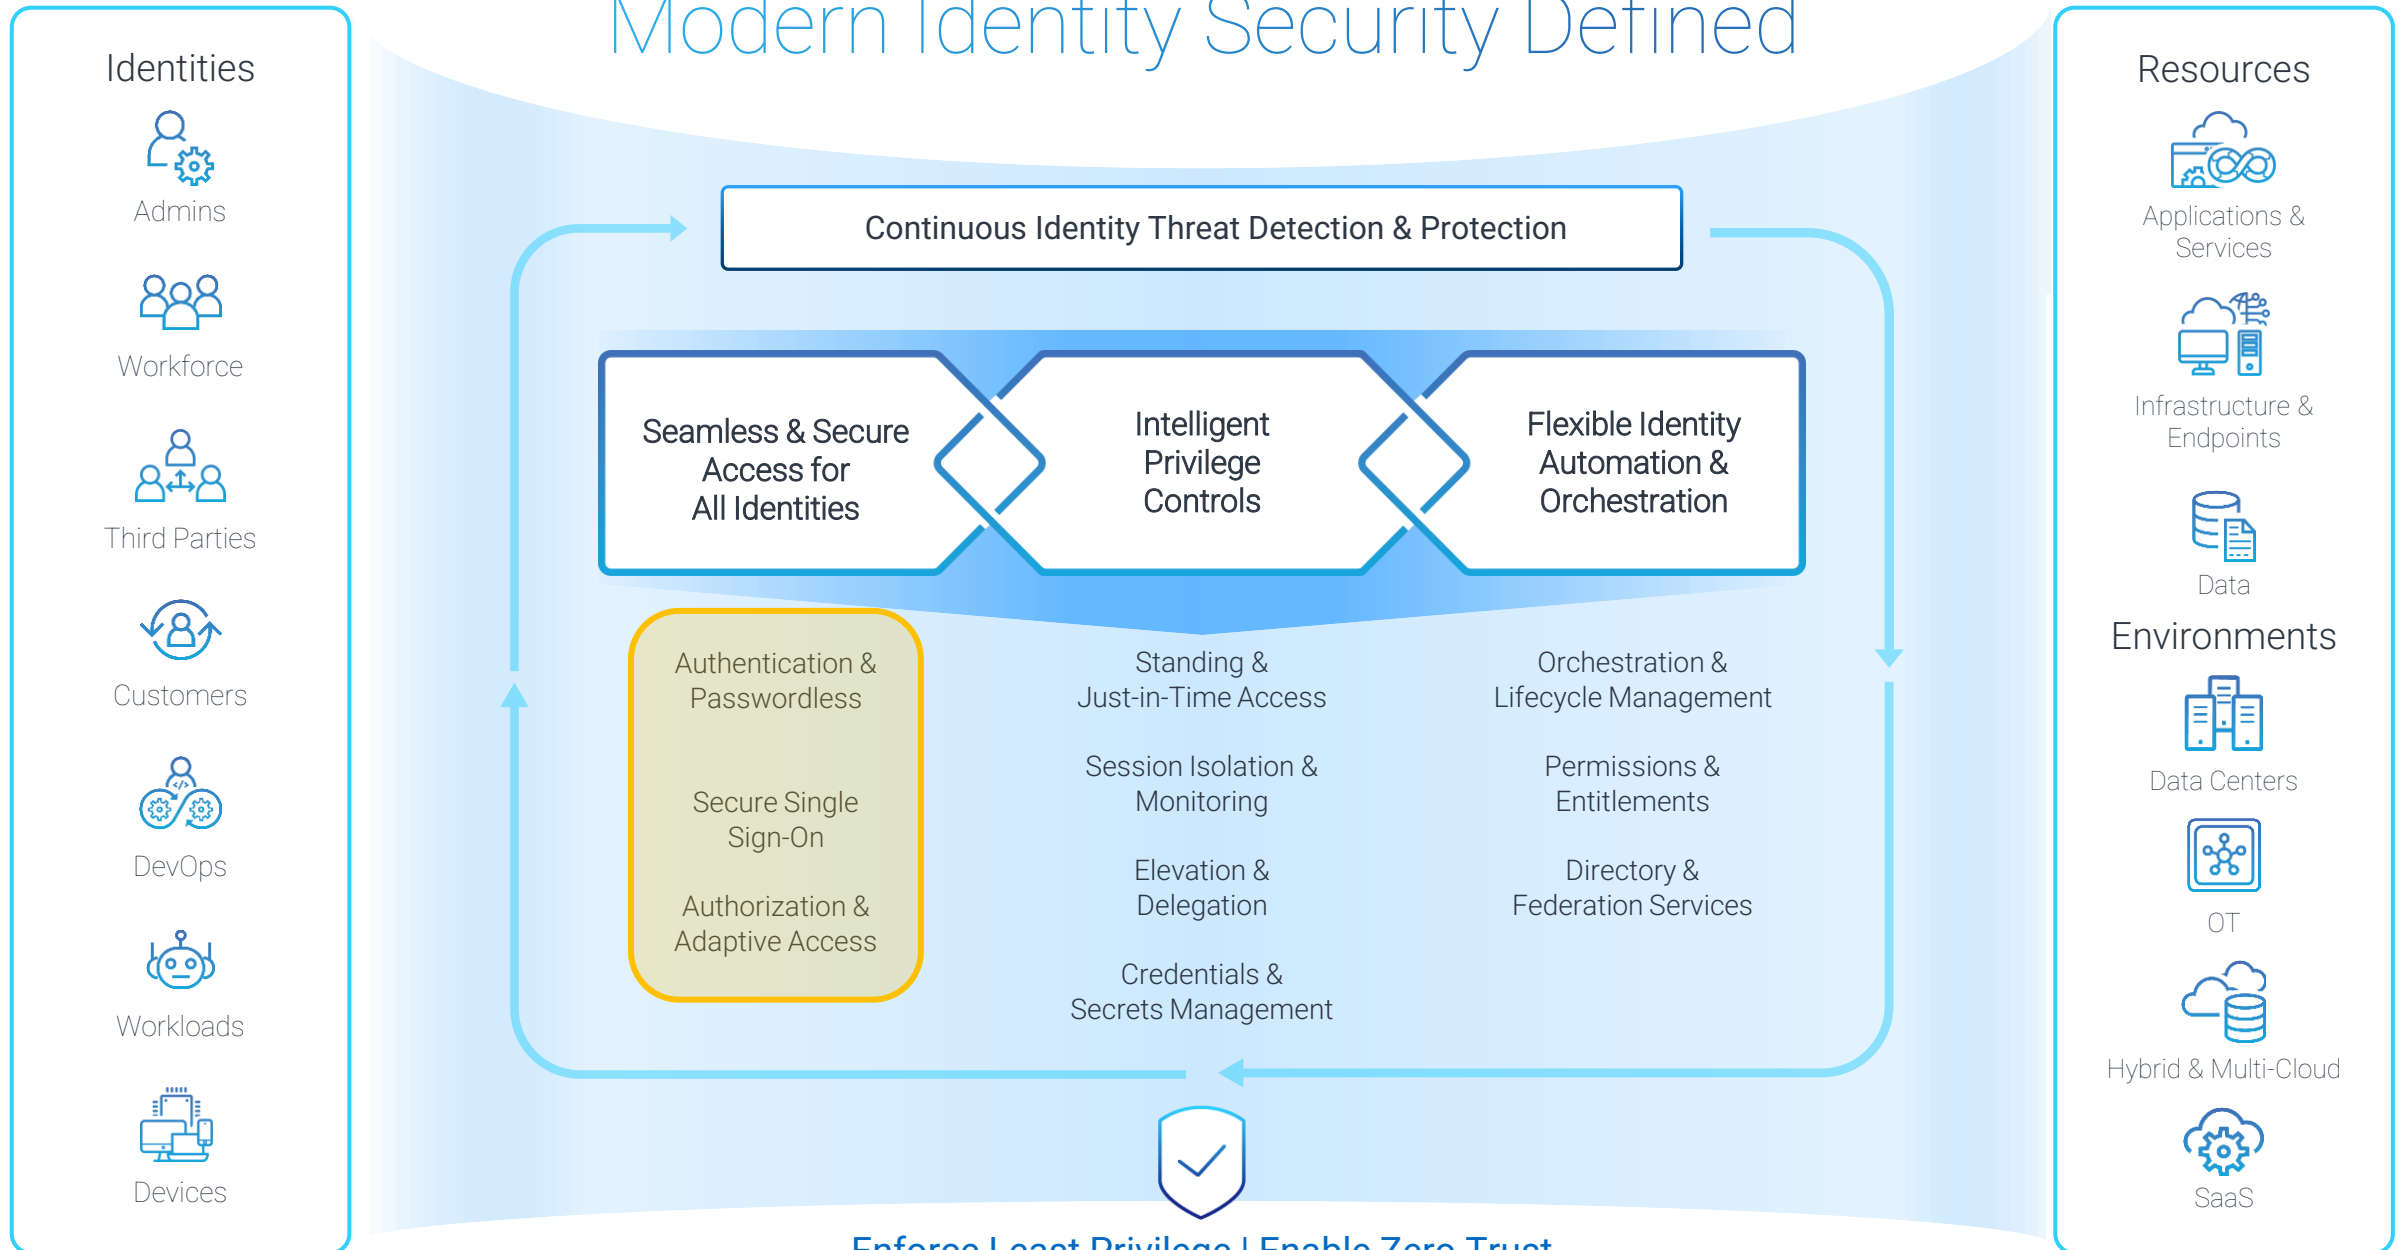 Modern Identity Security Defined
Identities
Admins
Workforce
Third Parties
Customers
DevOps
Workloads
Devices
Continuous Identity Threat Detection & Protection
Seamless & Secure
Access for
All Identities
Intelligent
Privilege
Controls
Flexible Identity
Automation &
Orchestration
Authentication &
Passwordless
Secure Single
Sign-On
Authorization &
Adaptive Access
Standing &
Just-in-Time Access
Session Isolation &
Monitoring
Elevation &
Delegation
Credentials &
Secrets Management
Orchestration &
Lifecycle Management
Permissions &
Entitlements
Directory &
Federation Services
Enforce Least Privilege | Enable Zero Trust
Resources
Applications &
Services
Infrastructure &
Endpoints
Data
Environments
Data Centers
OT
Hybrid & Multi-Cloud
SaaS